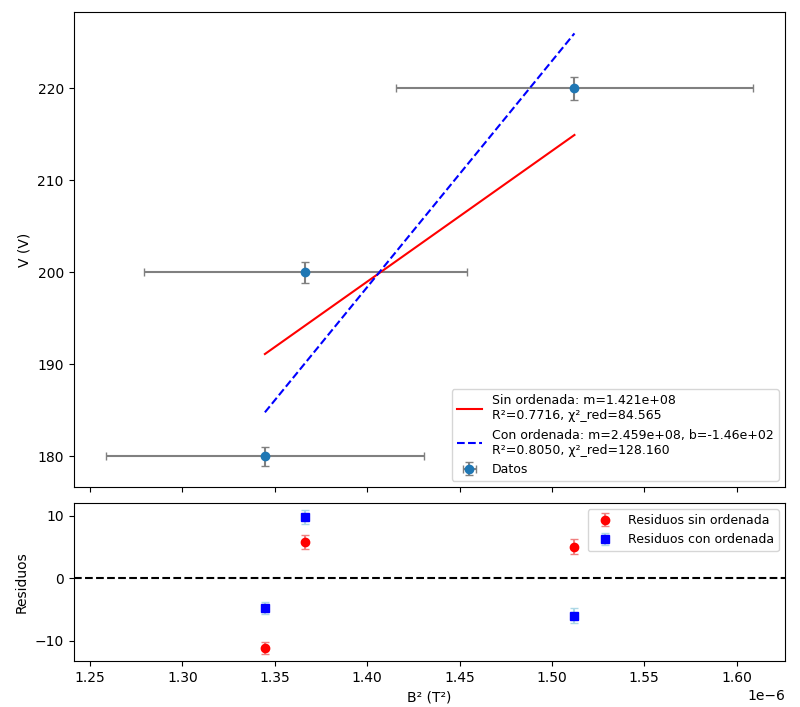 220
210
200
190
180
V (V)
Sin ordenada: m=1.421e+08
R²=0.7716, χ²_red=84.565
Con ordenada: m=2.459e+08, b=-1.46e+02
R²=0.8050, χ²_red=128.160
Datos
10
0
−10
Residuos
Residuos sin ordenada
Residuos con ordenada
1.25 1.30 1.35 1.40 1.45 1.50 1.55 1.60
1e−6
B² (T²)